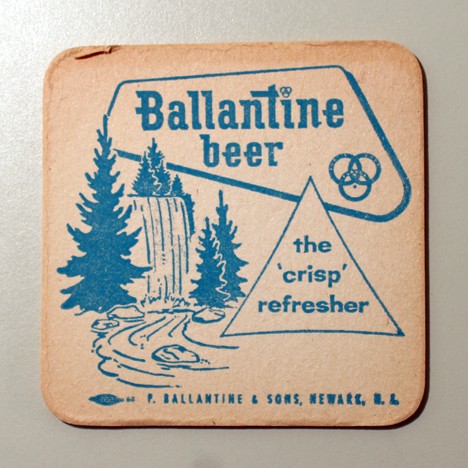 Ballantine
beer
the
'crisp'
refresher
P. BALLANTINE & SONS, NEWARK, N. J.